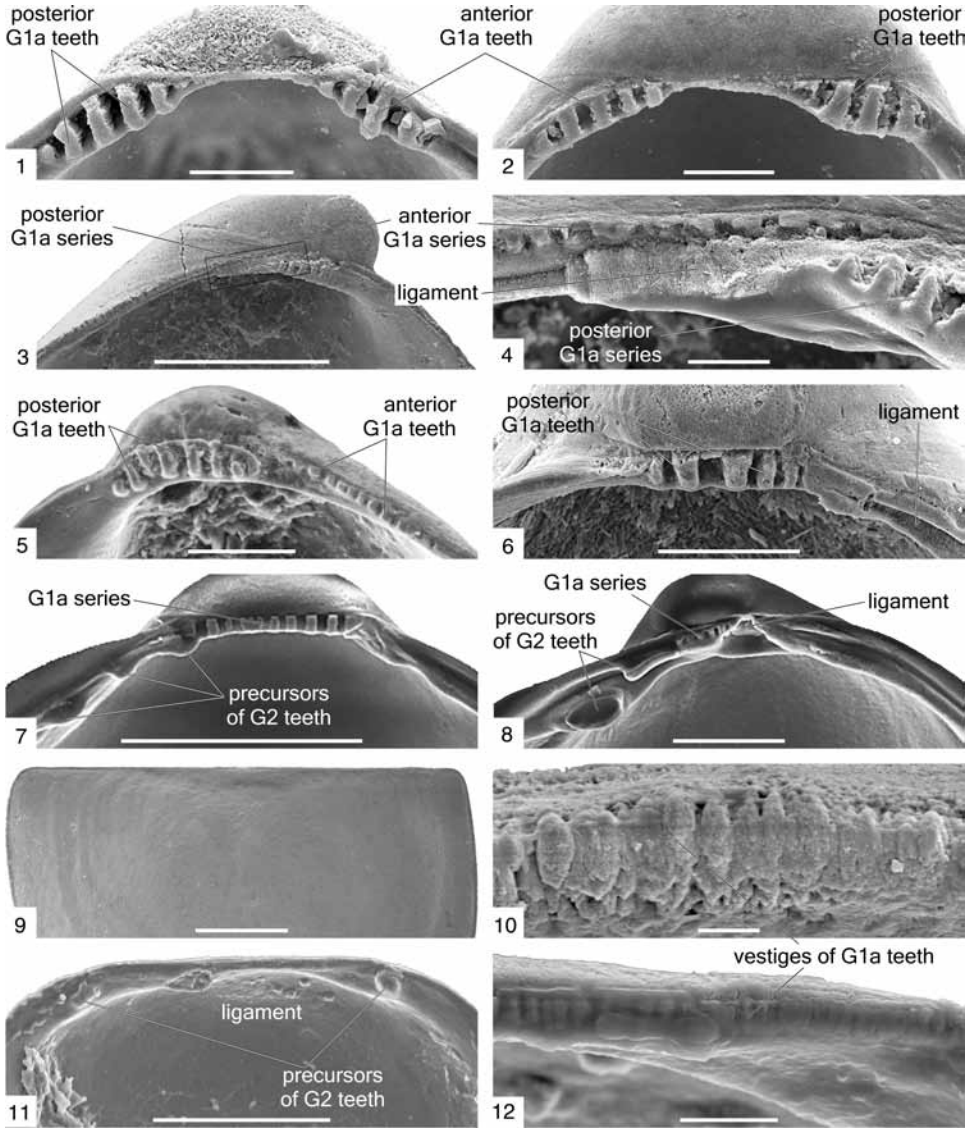 posterior
G1a teeth
anterior
G1a teeth
posterior
G1a teeth
1
2
posterior
G1a series
anterior
G1a series
ligament
posterior
G1a series
3
4
posterior
G1a teeth
anterior
G1a teeth
posterior
G1a teeth
ligament
5
6
G1a series
precursors
of G2 teeth
7
G1a series
ligament
precursors
of G2 teeth
8
9
10
vestiges of G1a teeth
ligament
precursors
of G2 teeth
11
12